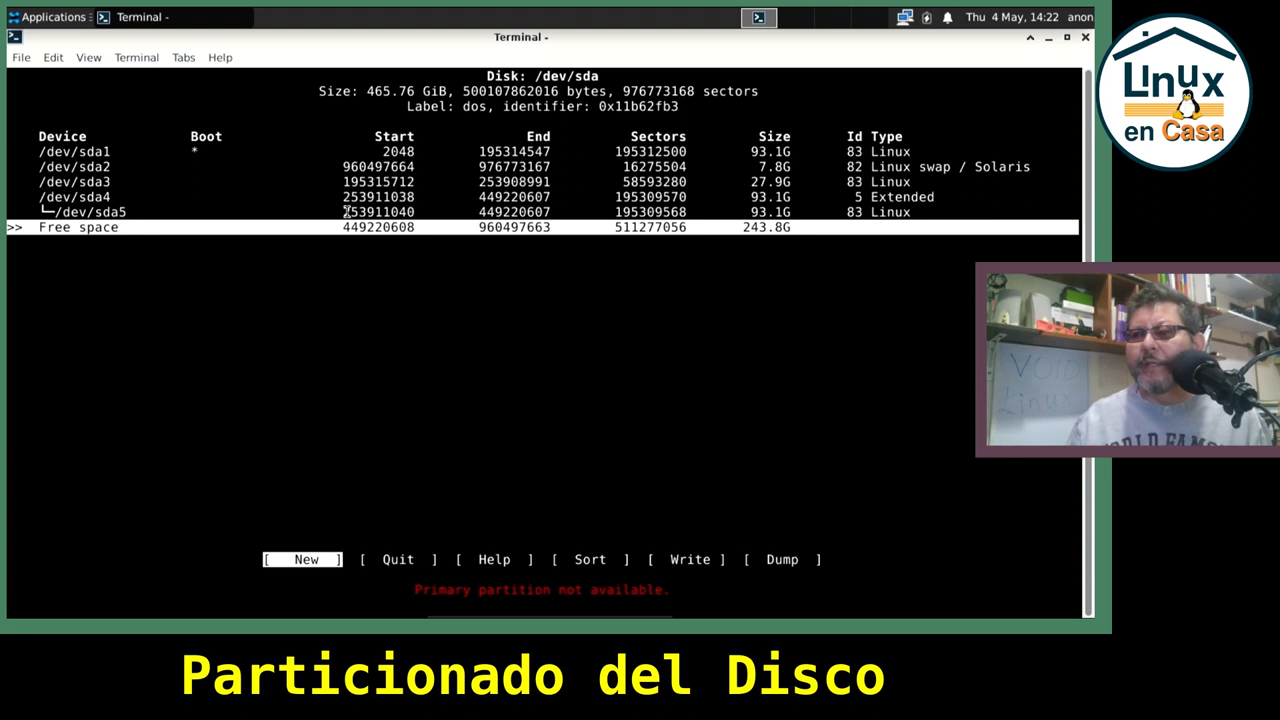 Applications
Terminal -
Thu 4 May, 14:22 anon
Terminal -
File Edit View Terminal Tabs Help
Disk: /dev/sda
Size: 465.76 GiB, 500107862016 bytes, 976773168 sectors
Label: dos, identifier: 0x11b62fb3
Device Boot Start End Sectors Size Id Type
/dev/sda1 * 2048 195314547 195312500 93.1G 83 Linux
/dev/sda2 960497664 976773167 16275504 7.8G 82 Linux swap / Solaris
/dev/sda3 195315712 253908991 58593280 27.9G 83 Linux
/dev/sda4 253911038 449220607 195309570 93.1G 5 Extended
└─/dev/sda5 253911040 449220607 195309568 93.1G 83 Linux
>> Free space 449220608 960497663 511277056 243.8G
[ New ] [ Quit ] [ Help ] [ Sort ] [ Write ] [ Dump ]
Primary partition not available.
LInux
en Casa
VOID
Linux
WORLD FAMOUS
Particionado del Disco